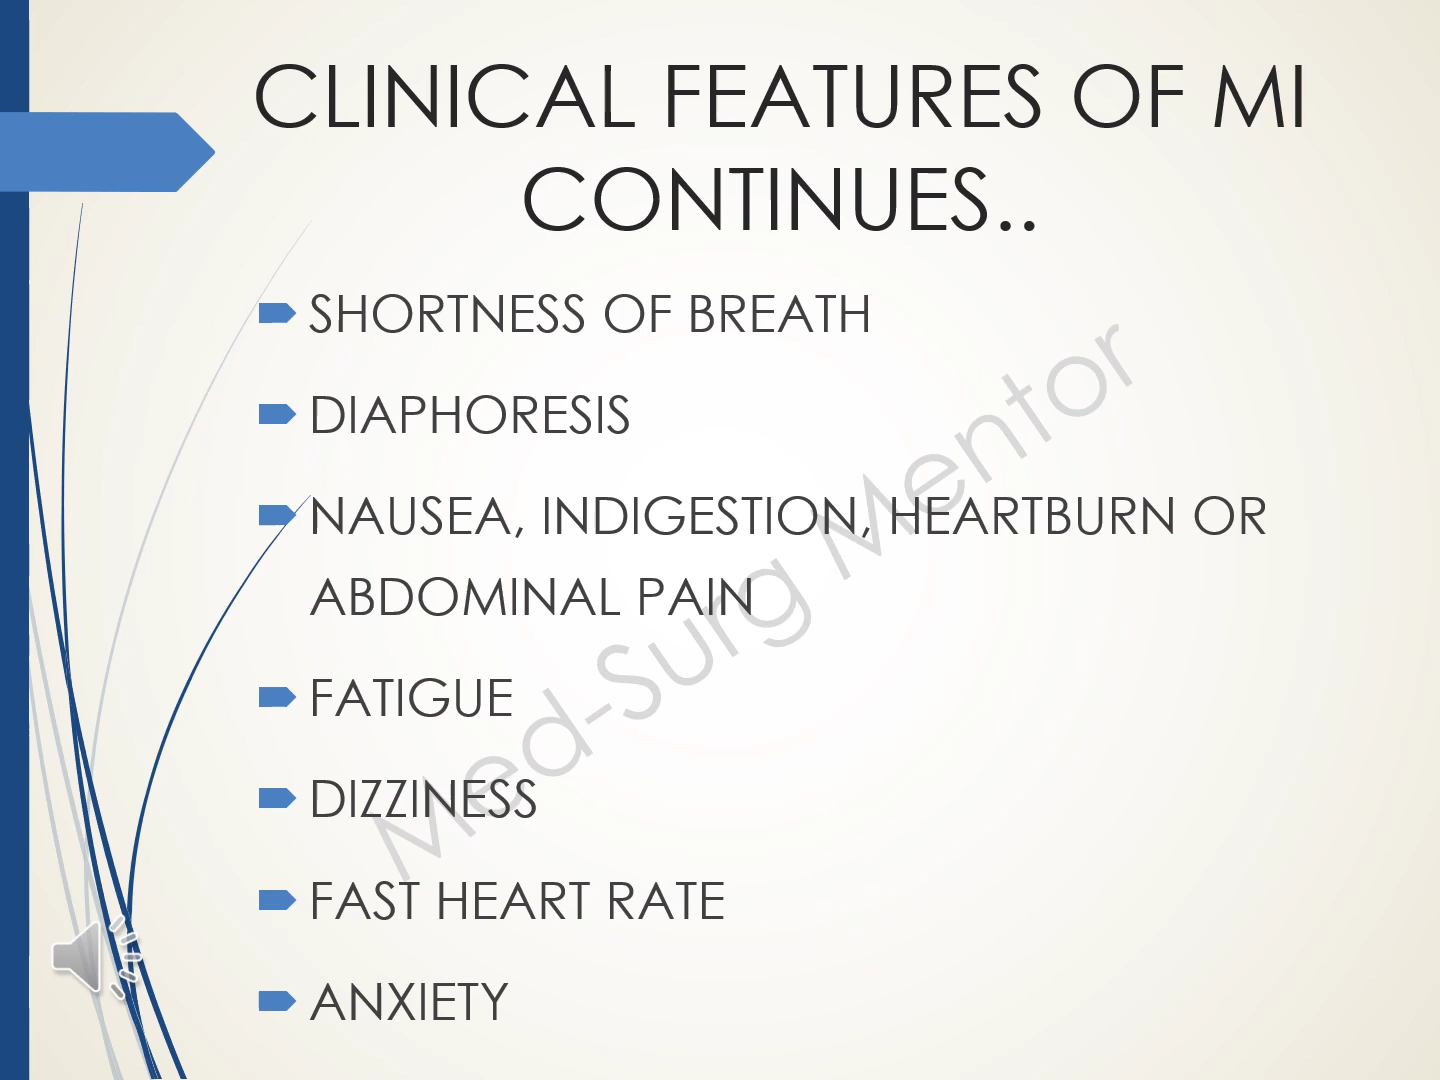 CLINICAL FEATURES OF MI
CONTINUES..
SHORTNESS OF BREATH
DIAPHORESIS
NAUSEA, INDIGESTION, HEARTBURN OR
ABDOMINAL PAIN
FATIGUE
DIZZINESS
FAST HEART RATE
ANXIETY
Med-Surg Mentor